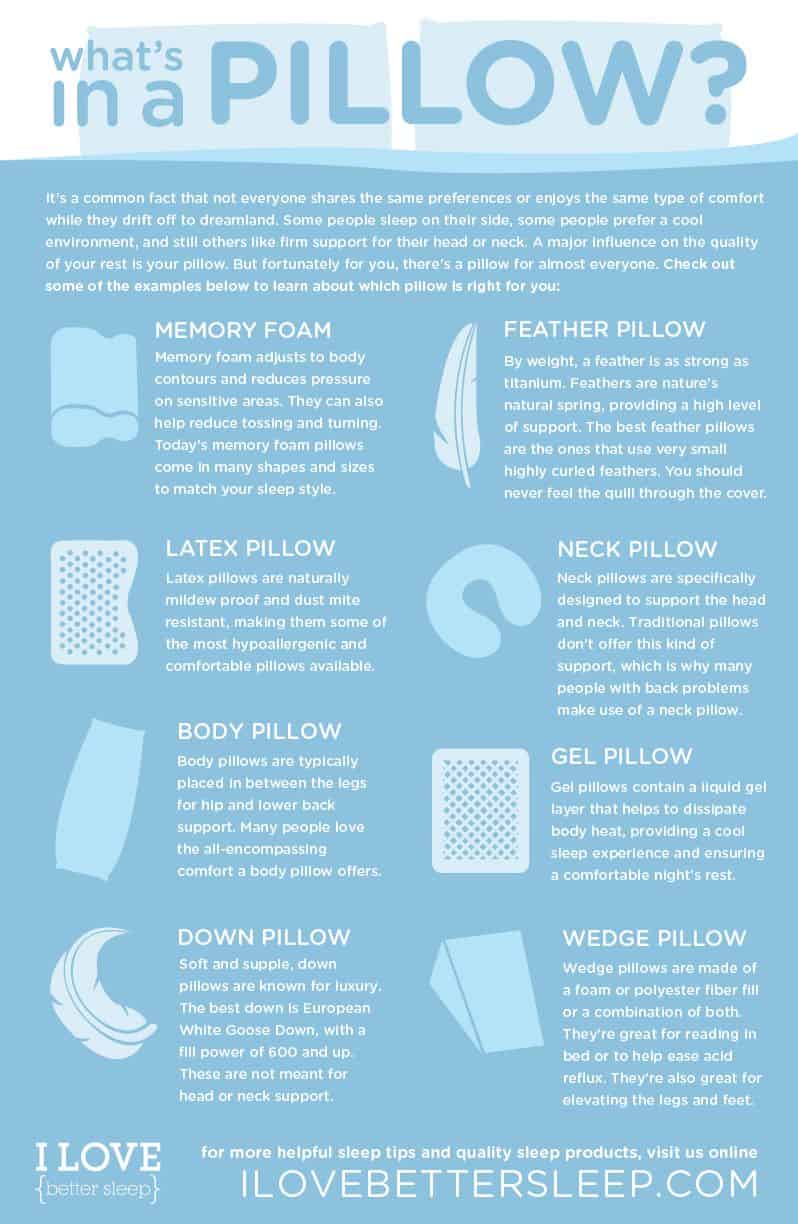 what's
in a PILLOW?
It's a common fact that not everyone shares the same preferences or enjoys the same type of comfort
while they drift off to dreamland. Some people sleep on their side, some people prefer a cool
environment, and still others like firm support for their head or neck. A major influence on the quality
of your rest is your pillow. But fortunately for you, there's a pillow for almost everyone. Check out
some of the examples below to learn about which pillow is right for you:
MEMORY FOAM
Memory foam adjusts to body
contours and reduces pressure
on sensitive areas. They can also
help reduce tossing and turning.
Today's memory foam pillows
come in many shapes and sizes
to match your sleep style.
FEATHER PILLOW
By weight, a feather is as strong as
titanium. Feathers are nature's
natural spring, providing a high level
of support. The best feather pillows
are the ones that use very small
highly curled feathers. You should
never feel the quill through the cover.
LATEX PILLOW
Latex pillows are naturally
mildew proof and dust mite
resistant, making them some of
the most hypoallergenic and
comfortable pillows available.
NECK PILLOW
Neck pillows are specifically
designed to support the head
and neck. Traditional pillows
don't offer this kind of
support, which is why many
people with back problems
make use of a neck pillow.
BODY PILLOW
Body pillows are typically
placed in between the legs
for hip and lower back
support. Many people love
the all-encompassing
comfort a body pillow offers.
GEL PILLOW
Gel pillows contain a liquid gel
layer that helps to dissipate
body heat, providing a cool
sleep experience and ensuring
a comfortable night's rest.
DOWN PILLOW
Soft and supple, down
pillows are known for luxury.
The best down is European
White Goose Down, with a
fill power of 600 and up.
These are not meant for
head or neck support.
WEDGE PILLOW
Wedge pillows are made of
a foam or polyester fiber fill
or a combination of both.
They're great for reading in
bed or to help ease acid
reflux. They're also great for
elevating the legs and feet.
I LOVE
{better sleep}
for more helpful sleep tips and quality sleep products, visit us online
ILOVEBETTERSLEEP.COM